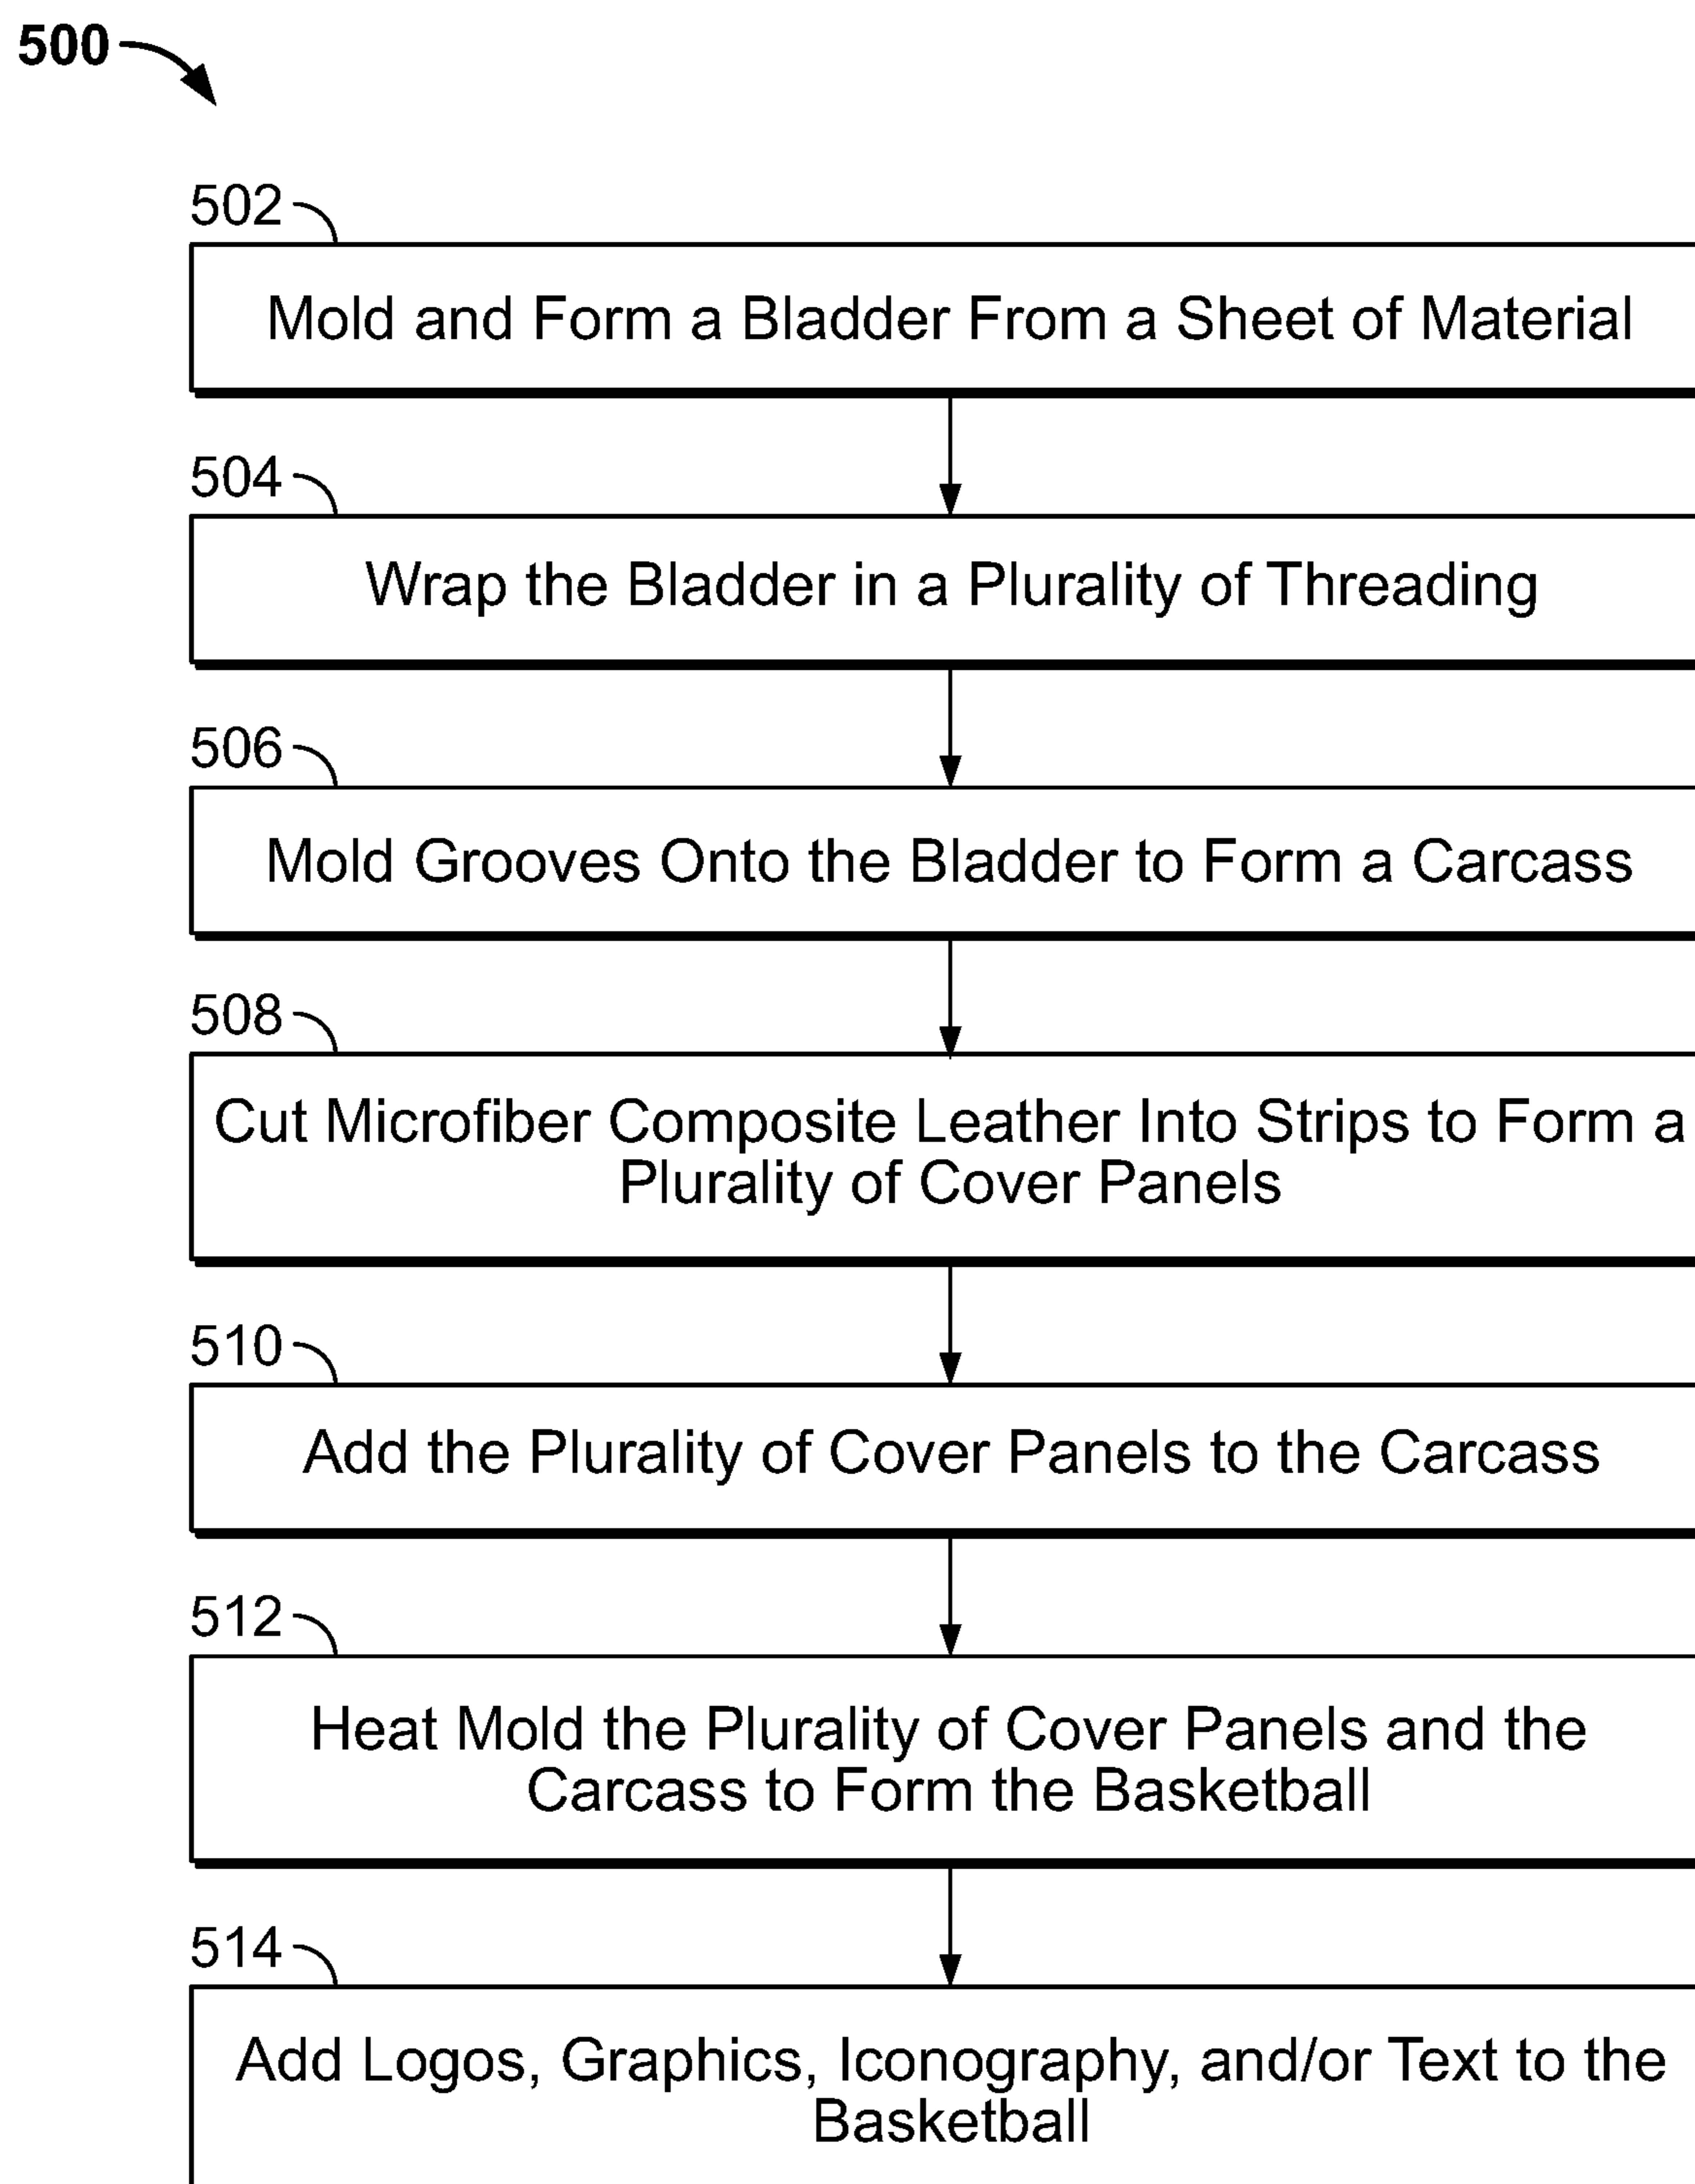 500
502
Mold and Form a Bladder From a Sheet of Material
504
Wrap the Bladder in a Plurality of Threading
506
Mold Grooves Onto the Bladder to Form a Carcass
508
Cut Microfiber Composite Leather Into Strips to Form a
Plurality of Cover Panels
510
Add the Plurality of Cover Panels to the Carcass
512
Heat Mold the Plurality of Cover Panels and the
Carcass to Form the Basketball
514
Add Logos, Graphics, Iconography, and/or Text to the
Basketball